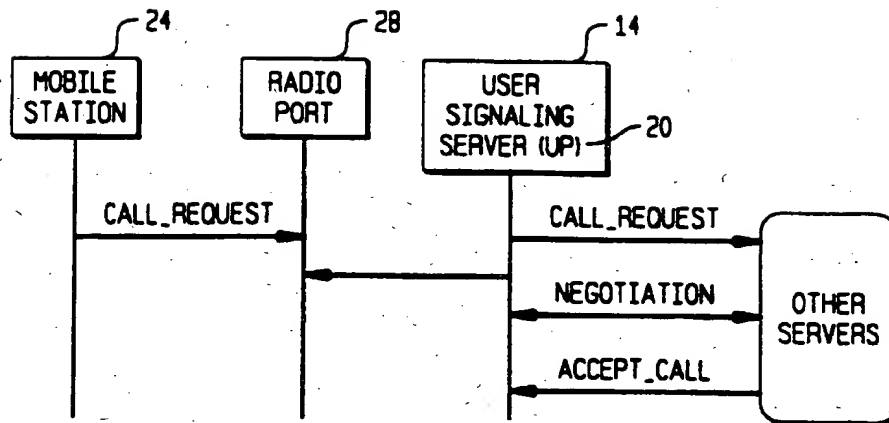 24
28
14
MOBILE
STATION
RADIO
PORT
USER
SIGNALING
SERVER (UP)
20
CALL_REQUEST
CALL_REQUEST
NEGOTIATION
ACCEPT_CALL
OTHER
SERVERS